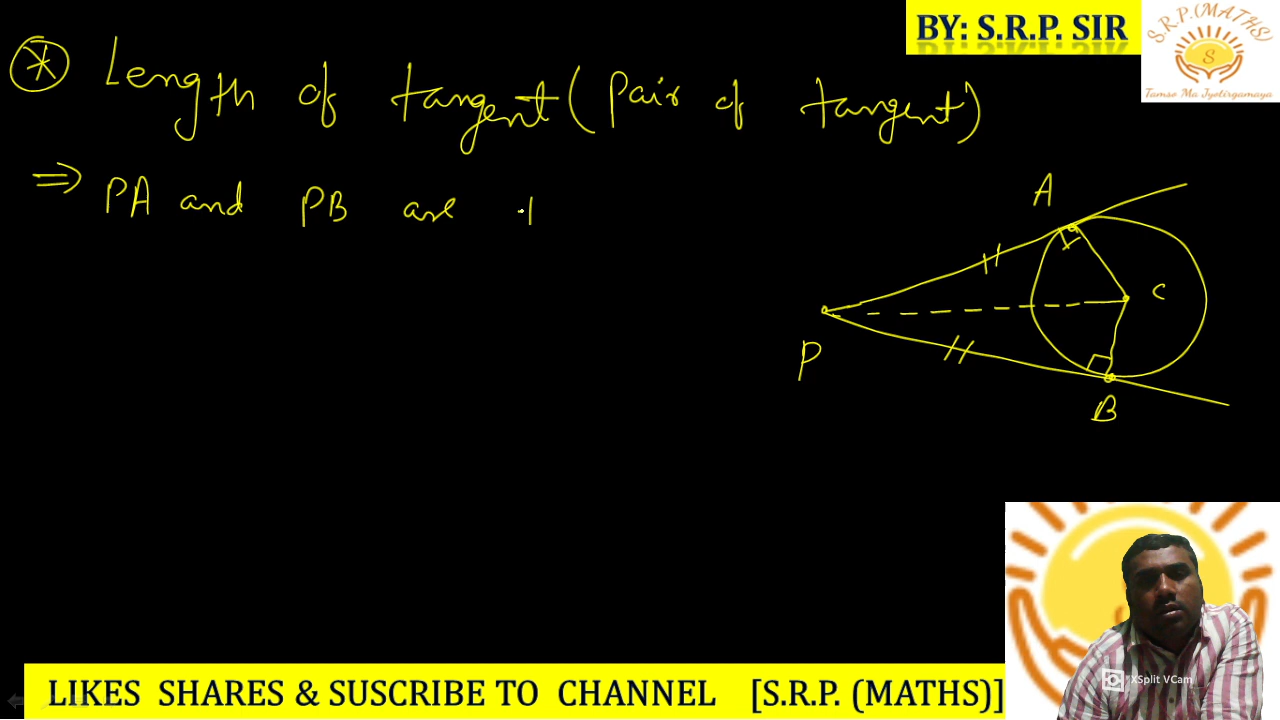 BY: S.R.P. SIR
S.R.P.(MATHS)
S
Tamso Ma Jyotirgamaya
* Length of tangent (Pair of tangent)
⇒ PA and PB are
A
C
P
B
XSplit VCam
LIKES SHARES & SUSCRIBE TO CHANNEL [S.R.P. (MATHS)]